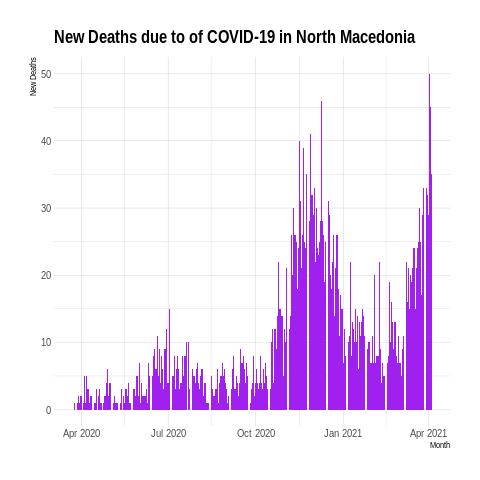 New Deaths due to of COVID-19 in North Macedonia
New Deaths
50
40
30
20
10
0
Apr 2020
Jul 2020
Oct 2020
Jan 2021
Apr 2021
Month